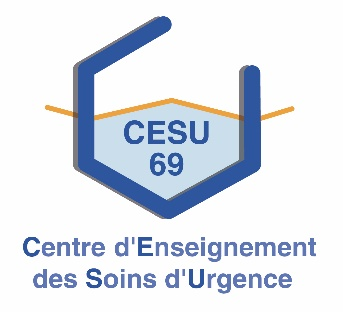 CESU
69
Centre d'Enseignement
des Soins d'Urgence